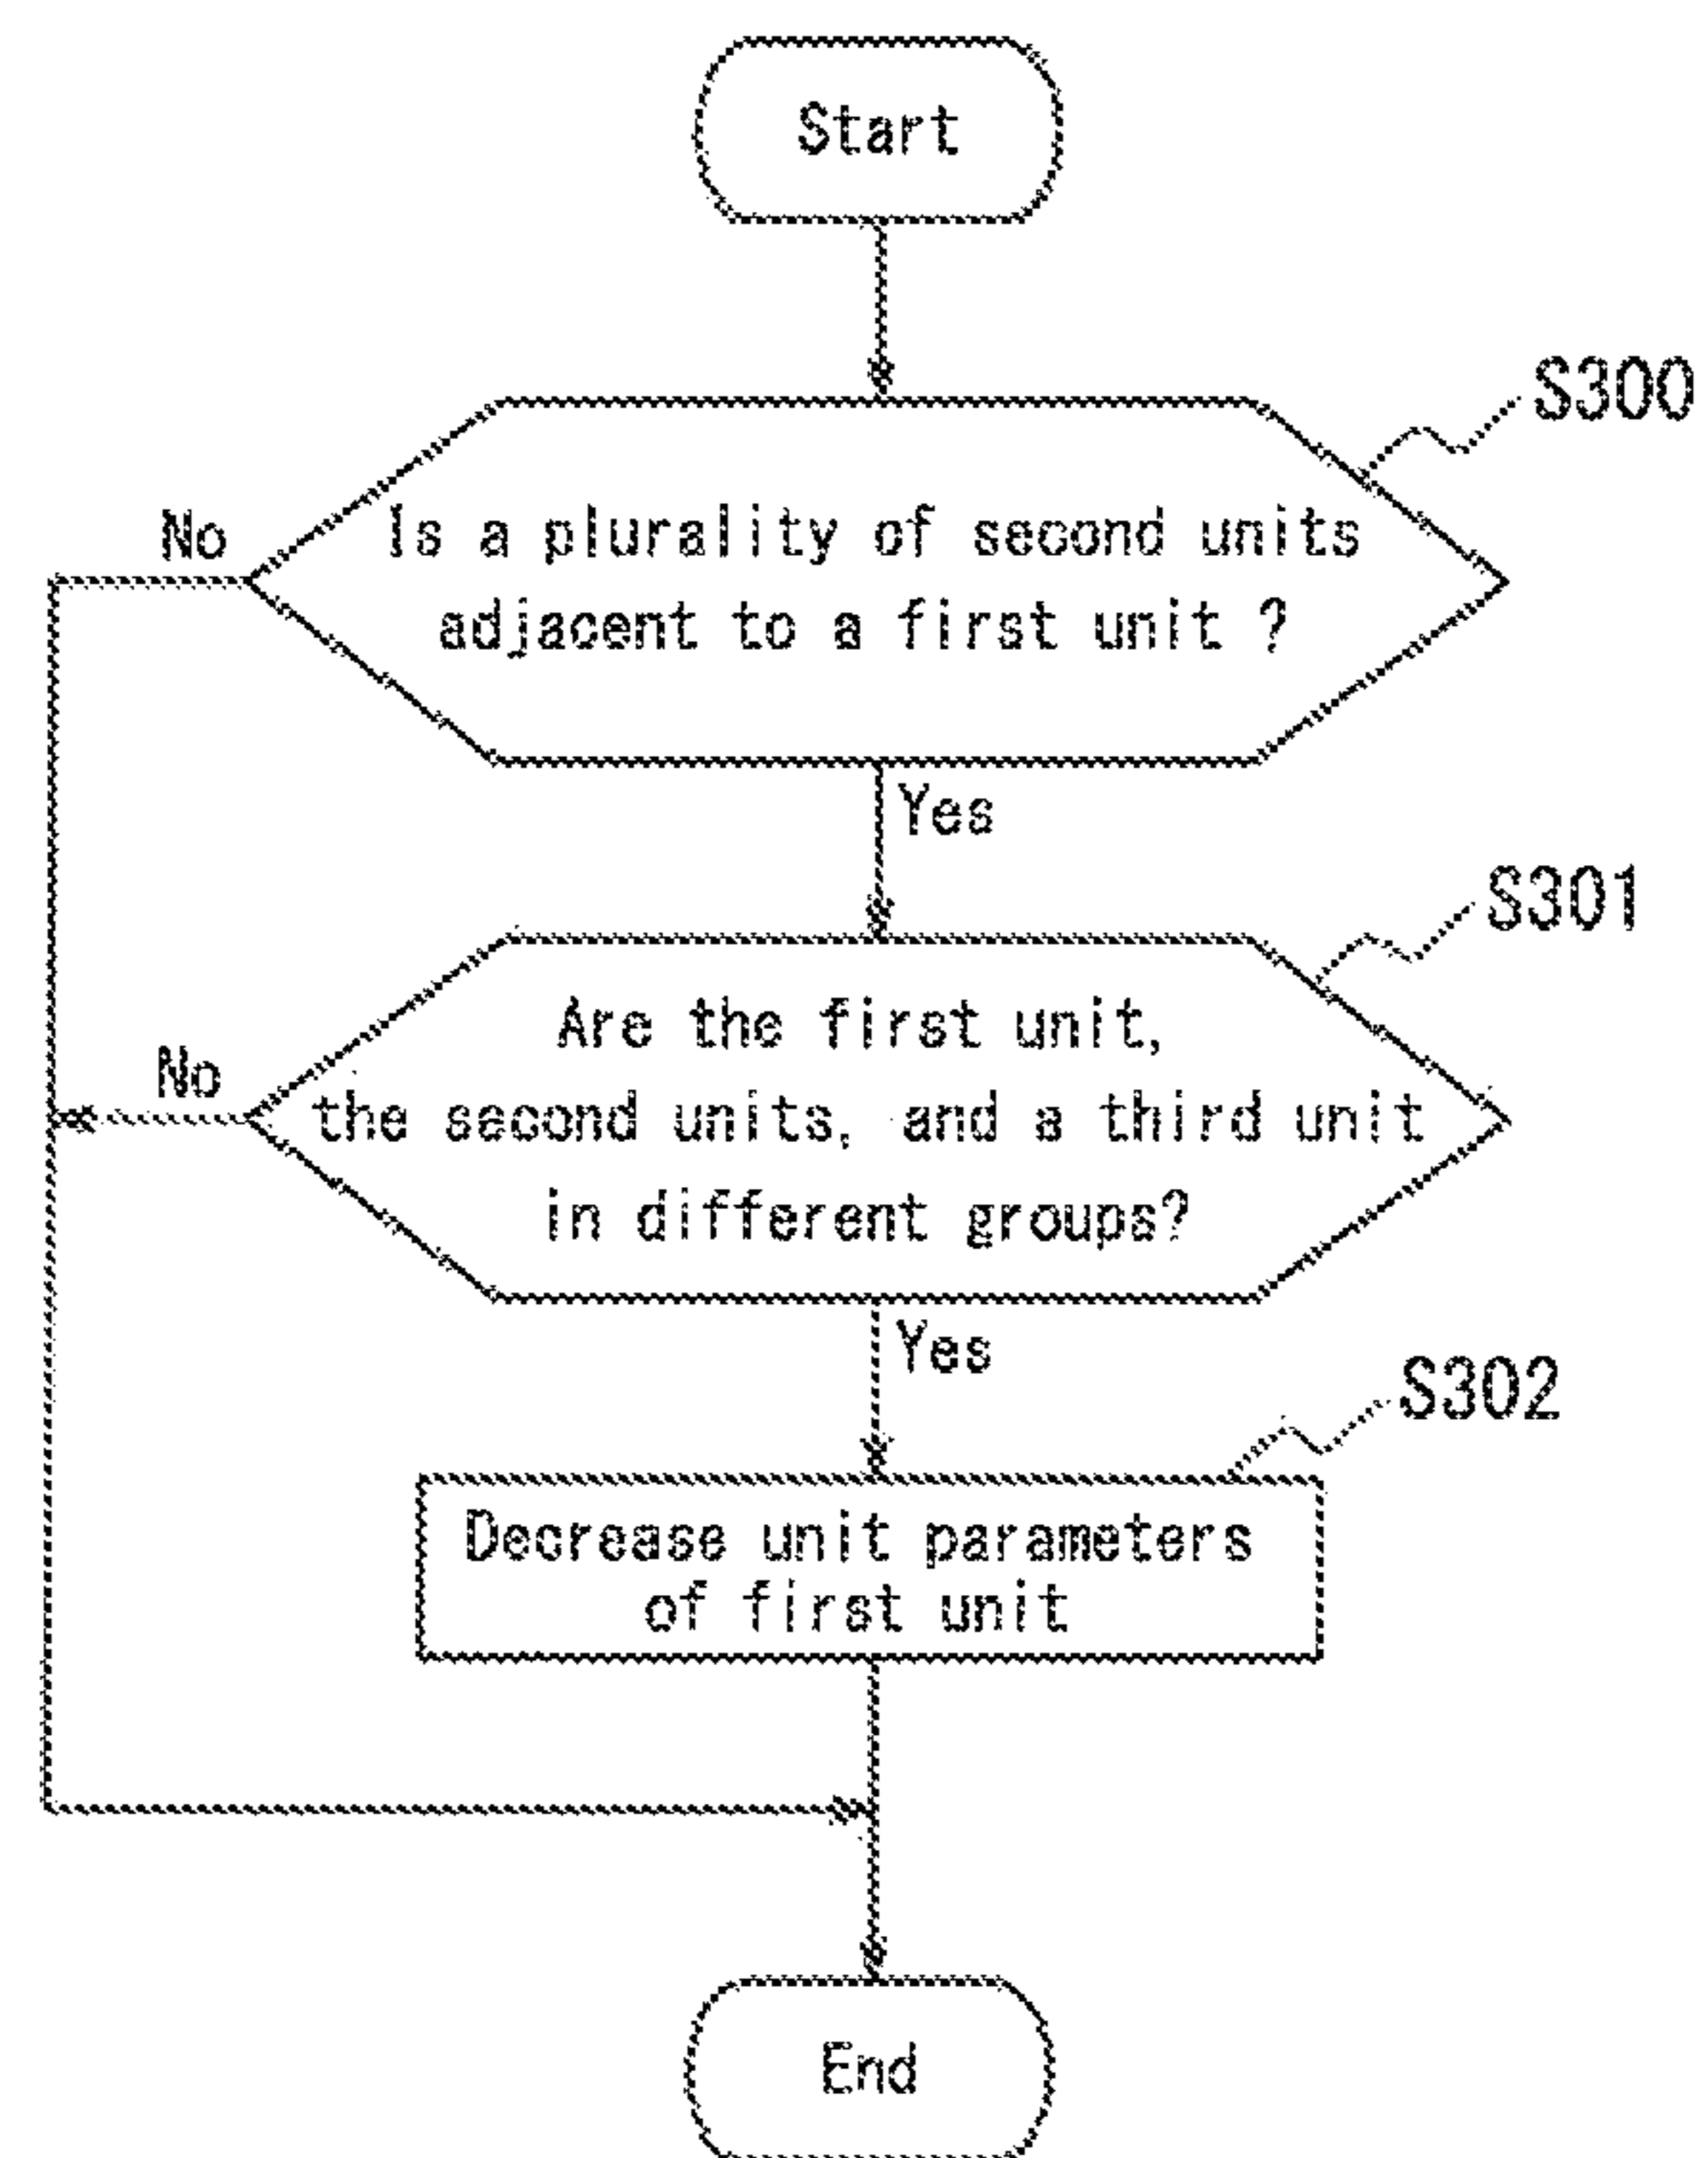 Start
S300
No
Is a plurality of second units
adjacent to a first unit ?
Yes
S301
Are the first unit,
No
the second units, and a third unit
in different groups?
Yes
S302
Decrease unit parameters
of first unit
End